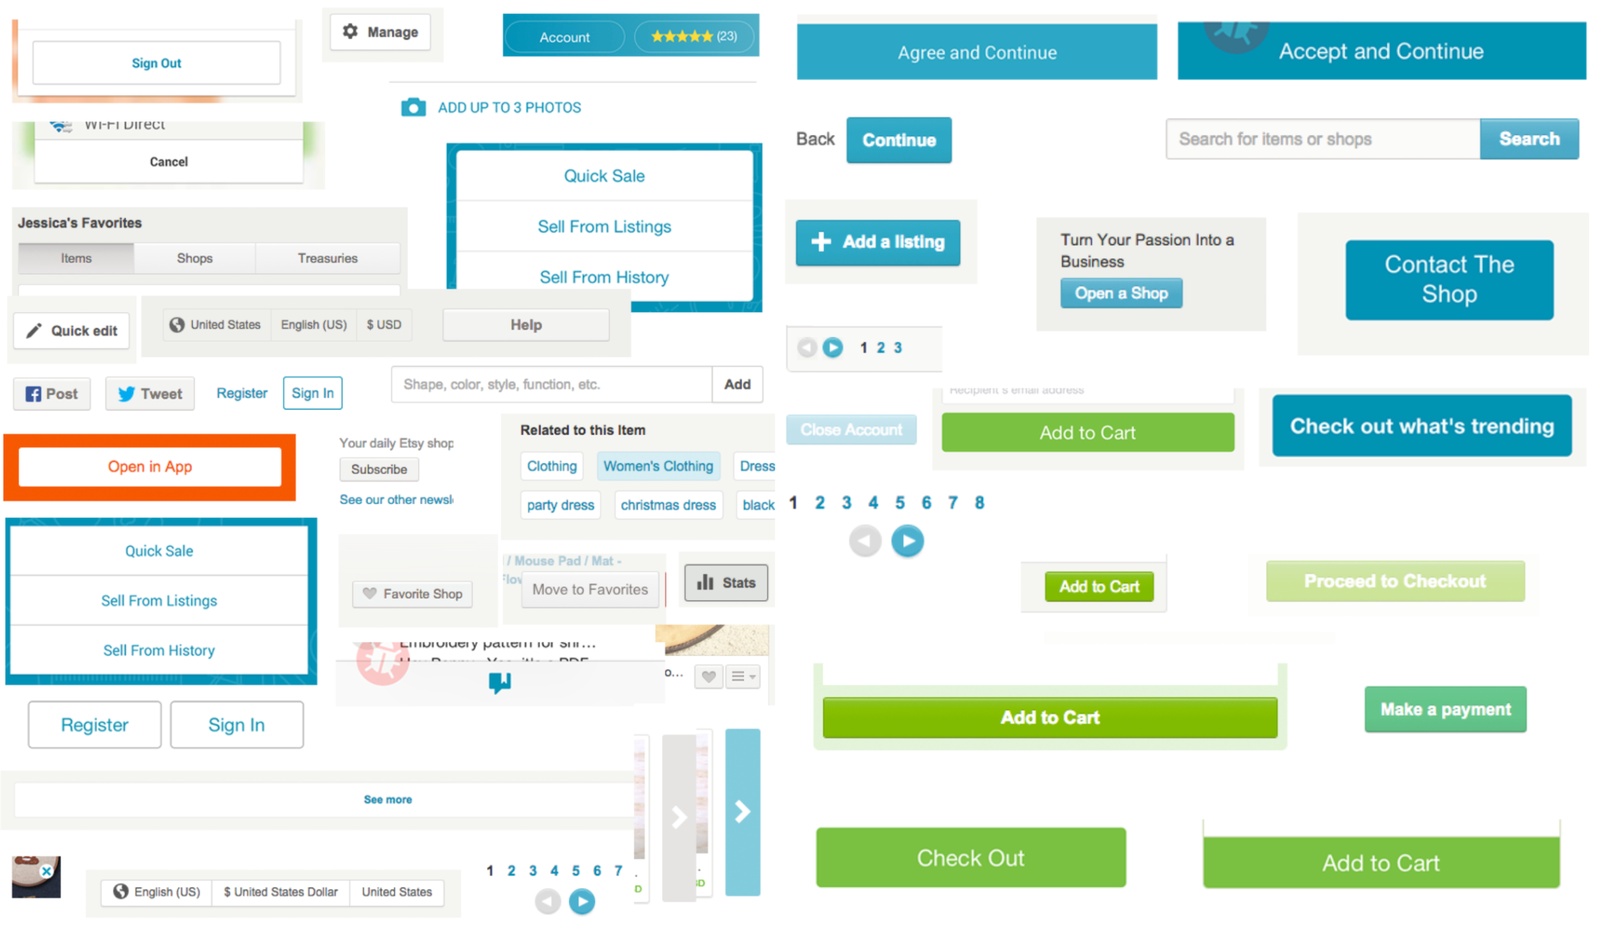 Sign Out
Manage
Account
(23)
ADD UP TO 3 PHOTOS
Wi-Fi Direct
Cancel
Quick Sale
Sell From Listings
Sell From History
Jessica's Favorites
Items Shops Treasuries
Quick edit
United States English (US) $ USD
Help
Post
Tweet
Register
Sign In
Shape, color, style, function, etc.
Add
Open in App
Your daily Etsy shop
Subscribe
See our other newsl
Related to this Item
Clothing Women's Clothing Dress
party dress christmas dress black
Quick Sale
Sell From Listings
Sell From History
Favorite Shop
/ Mouse Pad / Mat -
Flow
Move to Favorites
Stats
Embroidery pattern for shr...
o...
Register
Sign In
See more
English (US) $ United States Dollar United States
1 2 3 4 5 6 7
Agree and Continue
Accept and Continue
Back
Continue
Search for items or shops
Search
Add a listing
Turn Your Passion Into a
Business
Open a Shop
Contact The
Shop
1 2 3
Close Account
Recipient's email address
Add to Cart
Check out what's trending
1 2 3 4 5 6 7 8
Add to Cart
Proceed to Checkout
Add to Cart
Make a payment
Check Out
Add to Cart